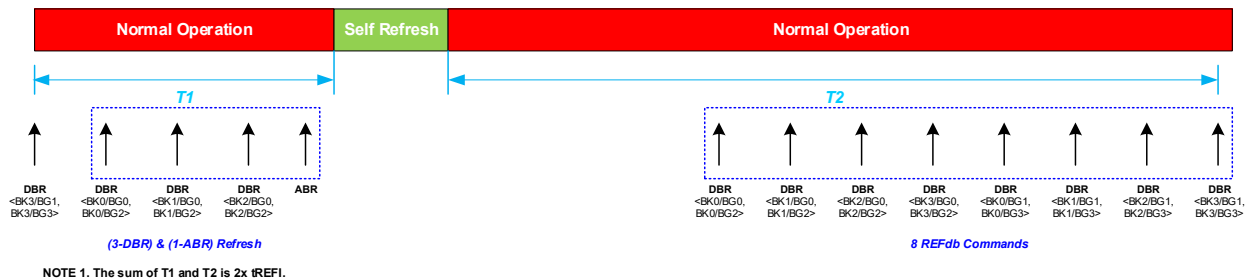 Normal Operation
Self Refresh
Normal Operation
T1
T2
DBR
<BK3/BG1,
BK3/BG3>
DBR
<BK0/BG0,
BK0/BG2>
DBR
<BK1/BG0,
BK1/BG2>
DBR
<BK2/BG0,
BK2/BG2>
ABR
DBR
<BK0/BG0,
BK0/BG2>
DBR
<BK1/BG0,
BK1/BG2>
DBR
<BK2/BG0,
BK2/BG2>
DBR
<BK3/BG0,
BK3/BG2>
DBR
<BK0/BG1,
BK0/BG3>
DBR
<BK1/BG1,
BK1/BG3>
DBR
<BK2/BG1,
BK2/BG3>
DBR
<BK3/BG1,
BK3/BG3>
(3-DBR) & (1-ABR) Refresh
8 REFdb Commands
NOTE 1. The sum of T1 and T2 is 2x tREFI.